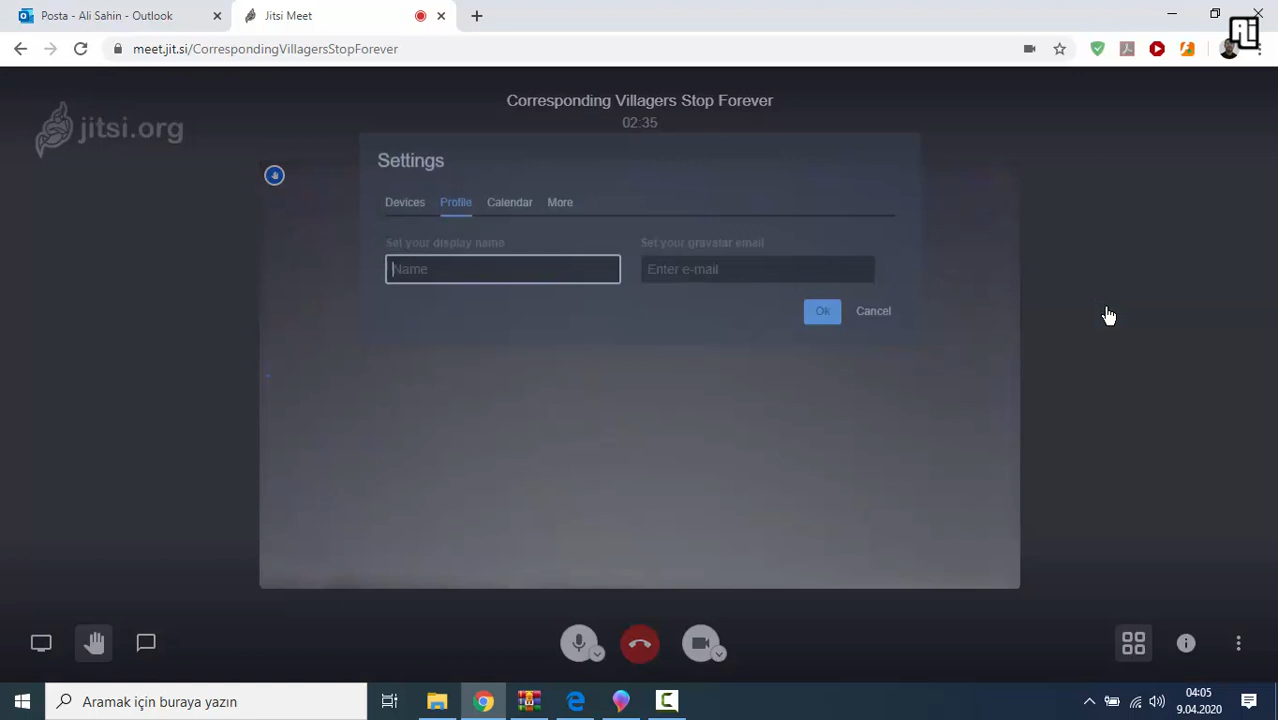 Posta - Ali Sahin - Outlook
Jitsi Meet
meet.jit.si/CorrespondingVillagersStopForever
jitsi.org
Corresponding Villagers Stop Forever
02:35
Settings
Devices Profile Calendar More
Set your display name Set your gravatar email
Name Enter e-mail
Ok Cancel
Aramak için buraya yazın
04:05
9.04.2020